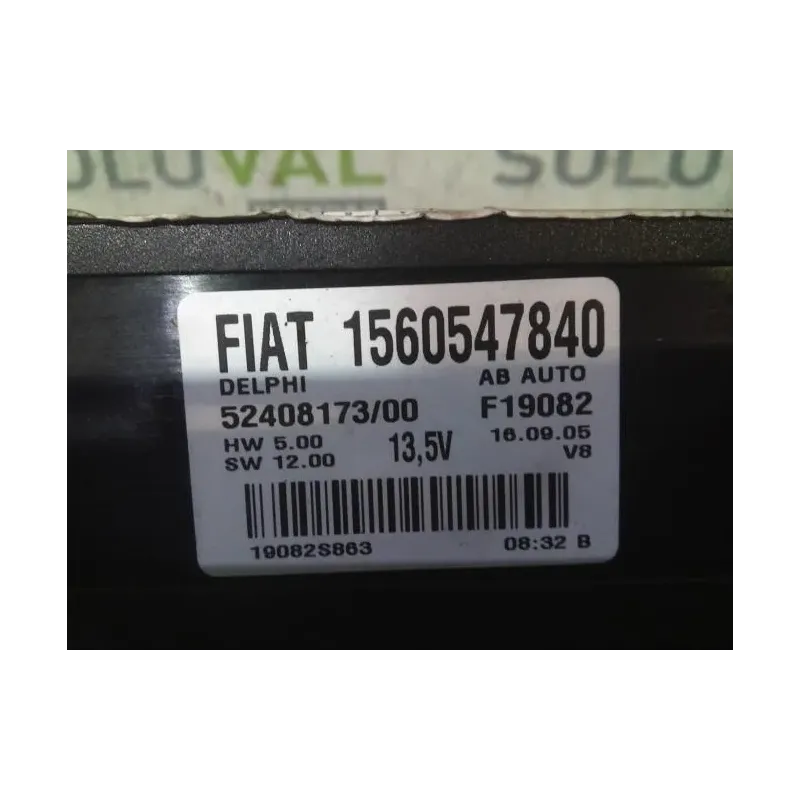 SOLUVAL SOLU
FIAT 1560547840
DELPHI AB AUTO
52408173/00 F19082
HW 5.00 13,5V 16.09.05
SW 12.00 V8
19082S863 08:32 B